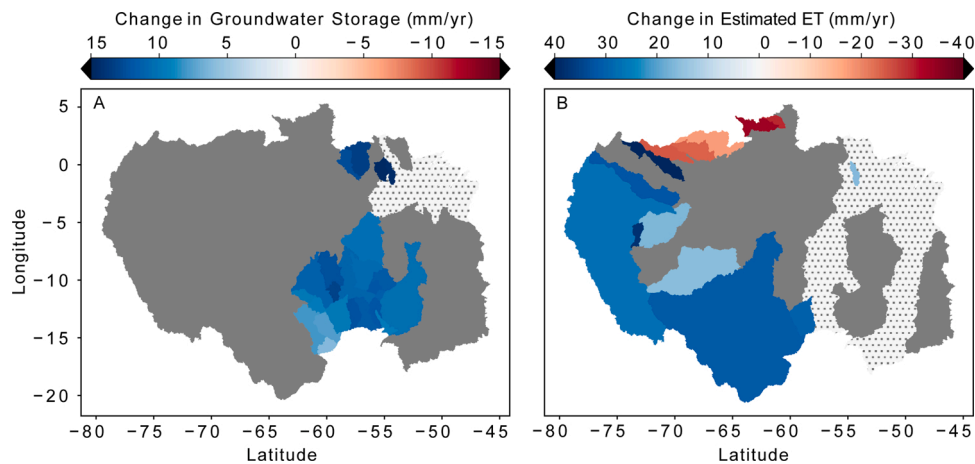 Change in Groundwater Storage (mm/yr)
15 10 5 0 −5 −10 −15
Change in Estimated ET (mm/yr)
40 30 20 10 0 −10 −20 −30 −40
A
5
0
−5
−10
−15
−20
Longitude
−80 −75 −70 −65 −60 −55 −50 −45
Latitude
B
−80 −75 −70 −65 −60 −55 −50 −45
Latitude